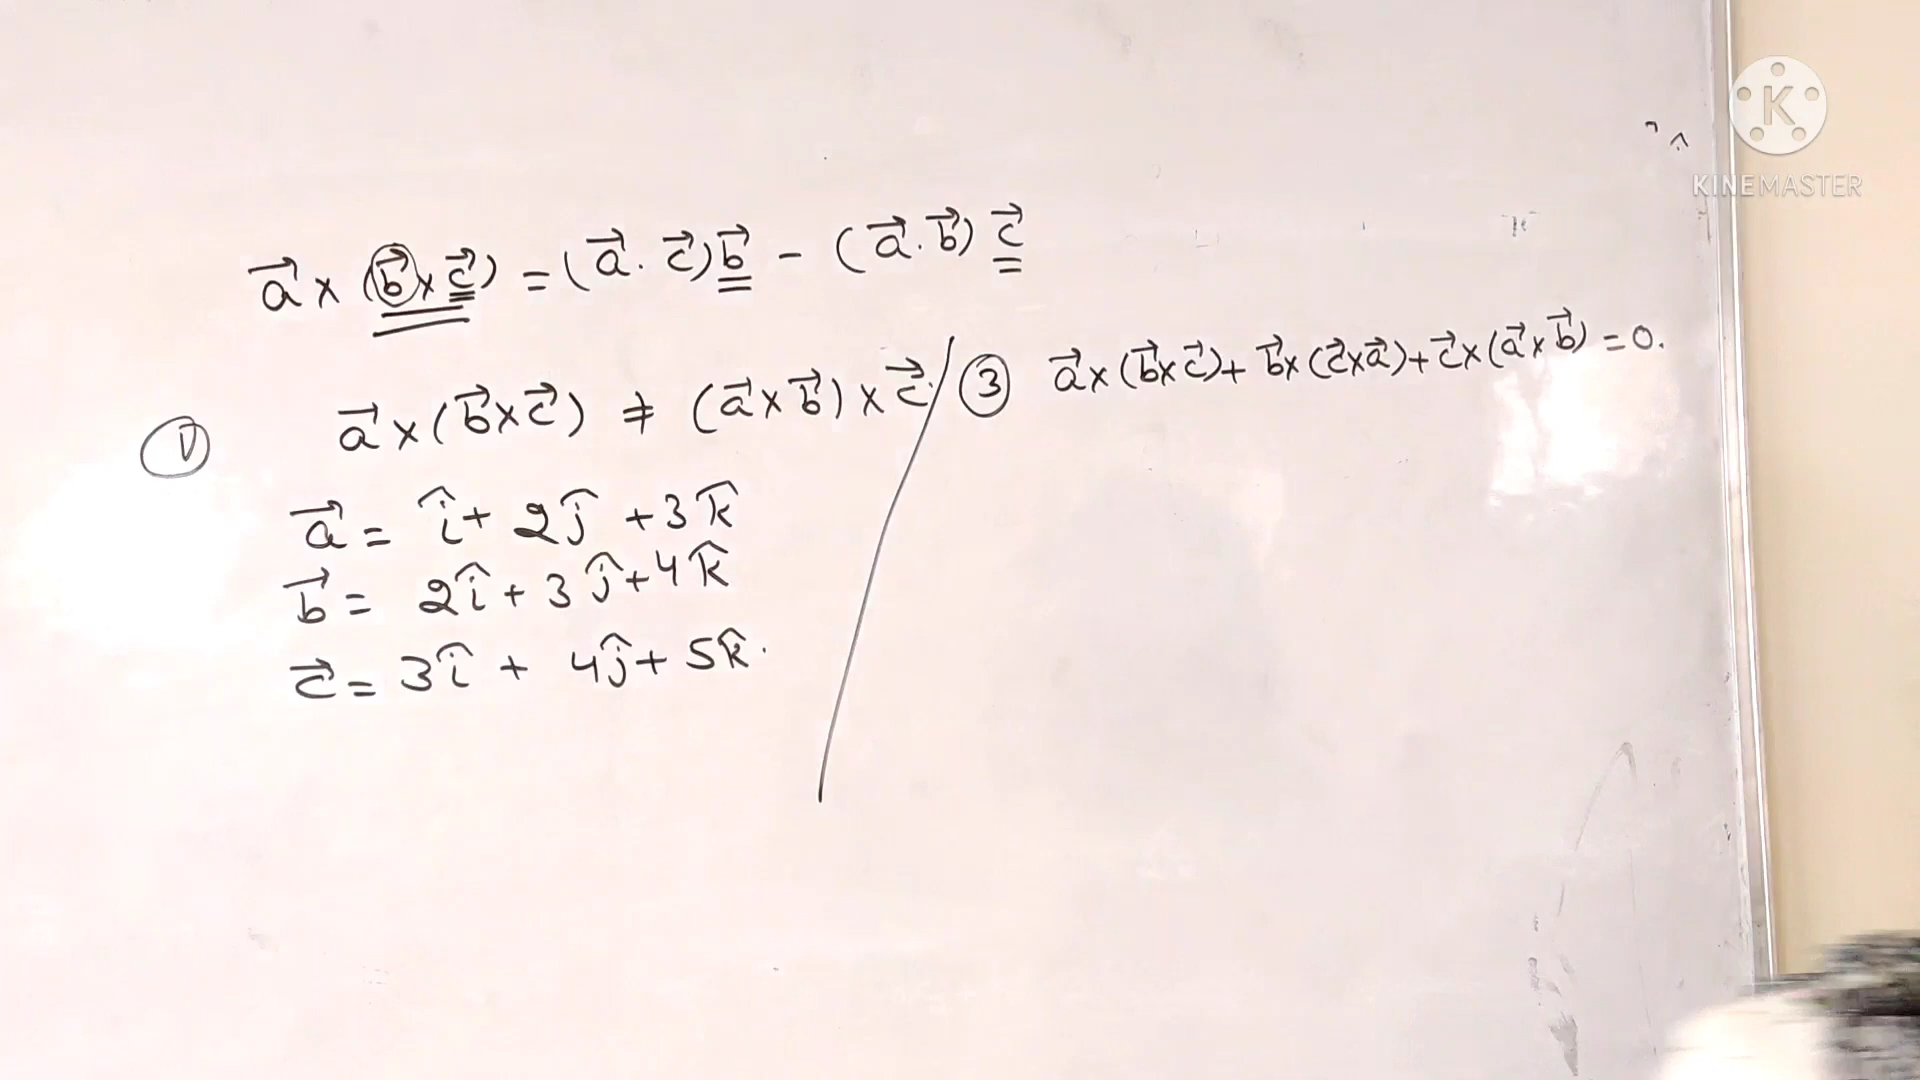 K
KINEMASTER
a⃗ × (b⃗ × c⃗) = (a⃗ . c⃗) b⃗ - (a⃗ . b⃗) c⃗
① a⃗ × (b⃗ × c⃗) ≠ (a⃗ × b⃗) × c⃗.
③ a⃗ × (b⃗ × c⃗) + b⃗ × (c⃗ × a⃗) + c⃗ × (a⃗ × b⃗) = 0.
a⃗ = î + 2ĵ + 3k̂
b⃗ = 2î + 3ĵ + 4k̂
c⃗ = 3î + 4ĵ + 5k̂.